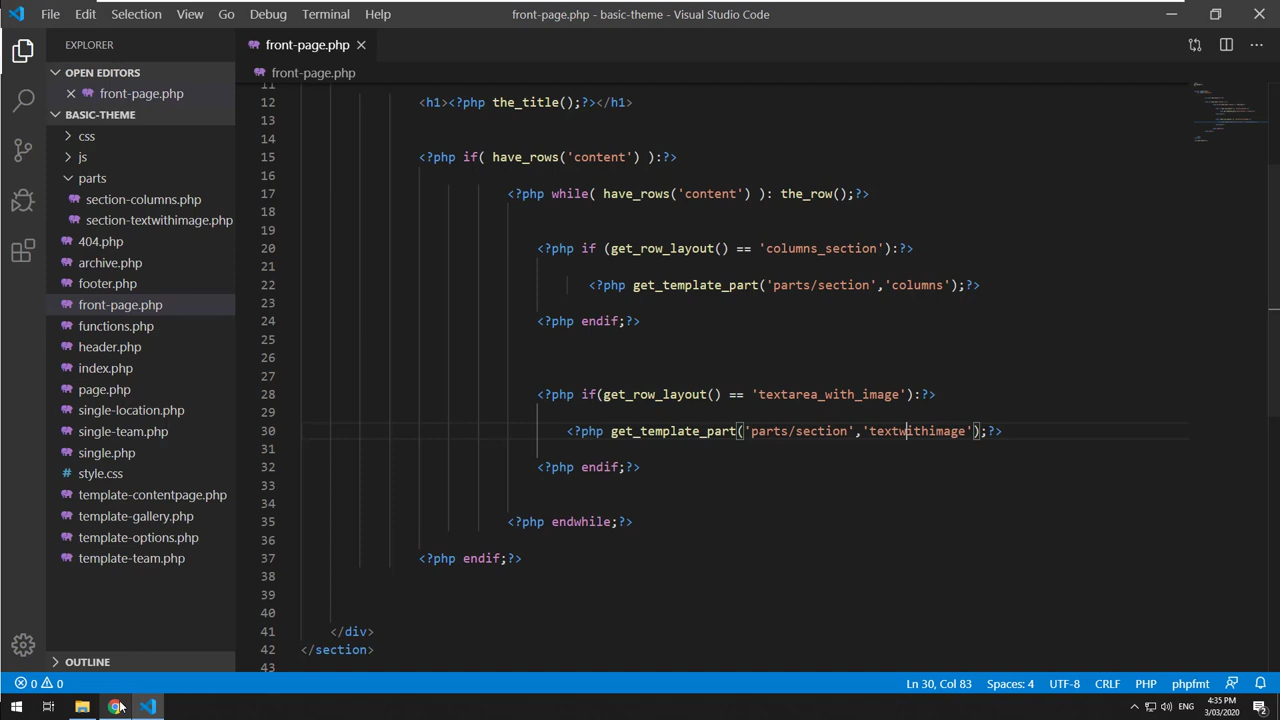 File Edit Selection View Go Debug Terminal Help front-page.php - basic-theme - Visual Studio Code
EXPLORER
OPEN EDITORS
front-page.php
BASIC-THEME
css
js
parts
section-columns.php
section-textwithimage.php
404.php
archive.php
footer.php
front-page.php
functions.php
header.php
index.php
page.php
single-location.php
single-team.php
single.php
style.css
template-contentpage.php
template-gallery.php
template-options.php
template-team.php
OUTLINE
front-page.php
front-page.php
11
12 <h1><?php the_title();?></h1>
13
14
15 <?php if( have_rows('content') ):?>
16
17 <?php while( have_rows('content') ): the_row();?>
18
19
20 <?php if (get_row_layout() == 'columns_section'):?>
21
22 <?php get_template_part('parts/section','columns');?>
23
24 <?php endif;?>
25
26
27
28 <?php if(get_row_layout() == 'textarea_with_image'):?>
29
30 <?php get_template_part('parts/section','textwithimage');?>
31
32 <?php endif;?>
33
34
35 <?php endwhile;?>
36
37 <?php endif;?>
38
39
40
41 </div>
42 </section>
43
0 0 Ln 30, Col 83 Spaces: 4 UTF-8 CRLF PHP phpfmt
ENG 4:35 PM
3/03/2020
2